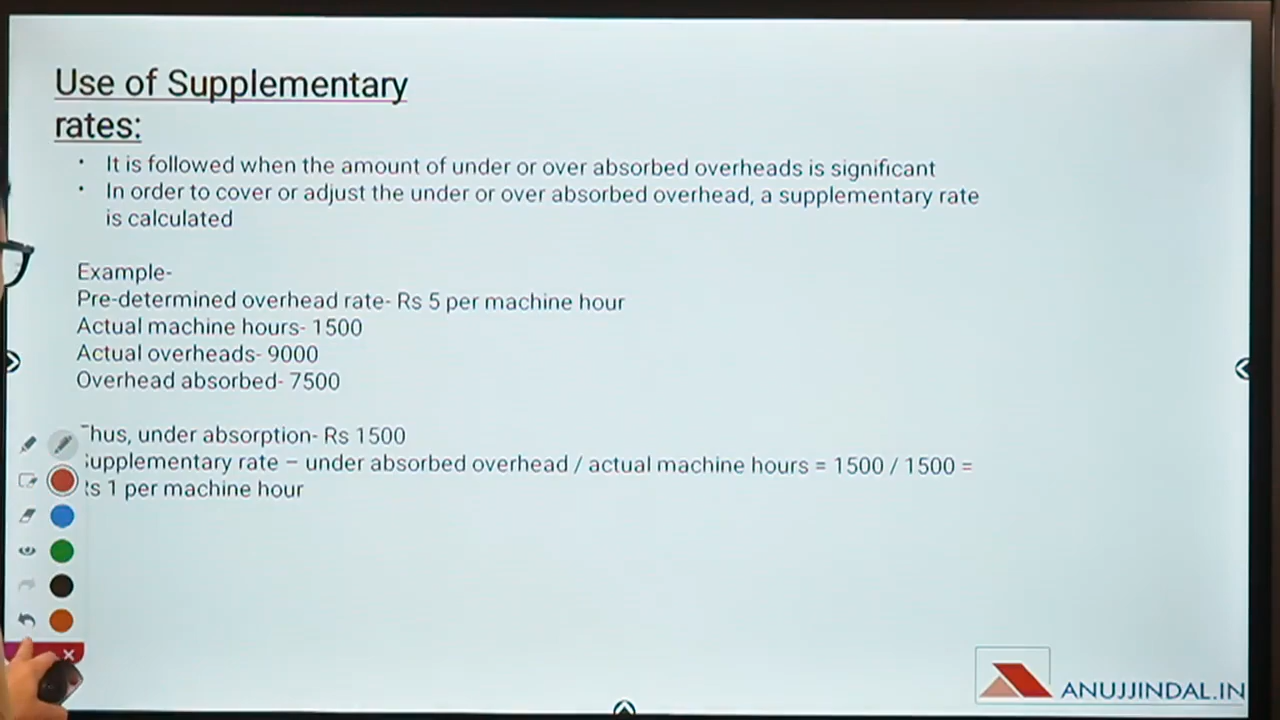 Use of Supplementary
rates:
• It is followed when the amount of under or over absorbed overheads is significant
• In order to cover or adjust the under or over absorbed overhead, a supplementary rate
is calculated
Example-
Pre-determined overhead rate- Rs 5 per machine hour
Actual machine hours- 1500
Actual overheads- 9000
Overhead absorbed- 7500
Thus, under absorption- Rs 1500
Supplementary rate – under absorbed overhead / actual machine hours = 1500 / 1500 =
Rs 1 per machine hour
ANUJJINDAL.IN